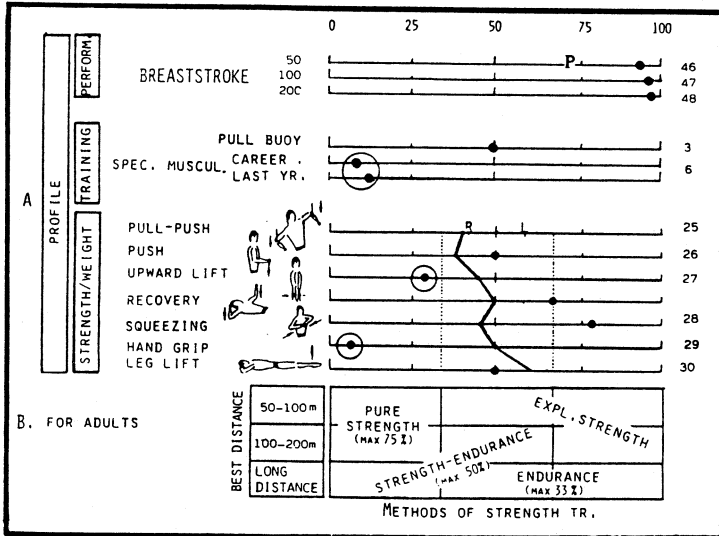 0 25 50 75 100
50 P 46
BREASTSTROKE 100 47
20C 48
PERFORM.
PULL BUOY 3
SPEC. MUSCUL. CAREER . 6
LAST YR.
TRAINING
A
PROFILE
PULL-PUSH R L 25
PUSH 26
UPWARD LIFT 27
RECOVERY
SQUEEZING 28
HAND GRIP 29
LEG LIFT 30
STRENGTH/WEIGHT
B. FOR ADULTS
BEST DISTANCE
50-100m
100-200m
LONG
DISTANCE
PURE
STRENGTH
(MAX 75%)
EXPL. STRENGTH
STRENGTH-ENDURANCE
(MAX 50%)
ENDURANCE
(MAX 33%)
METHODS OF STRENGTH TR.